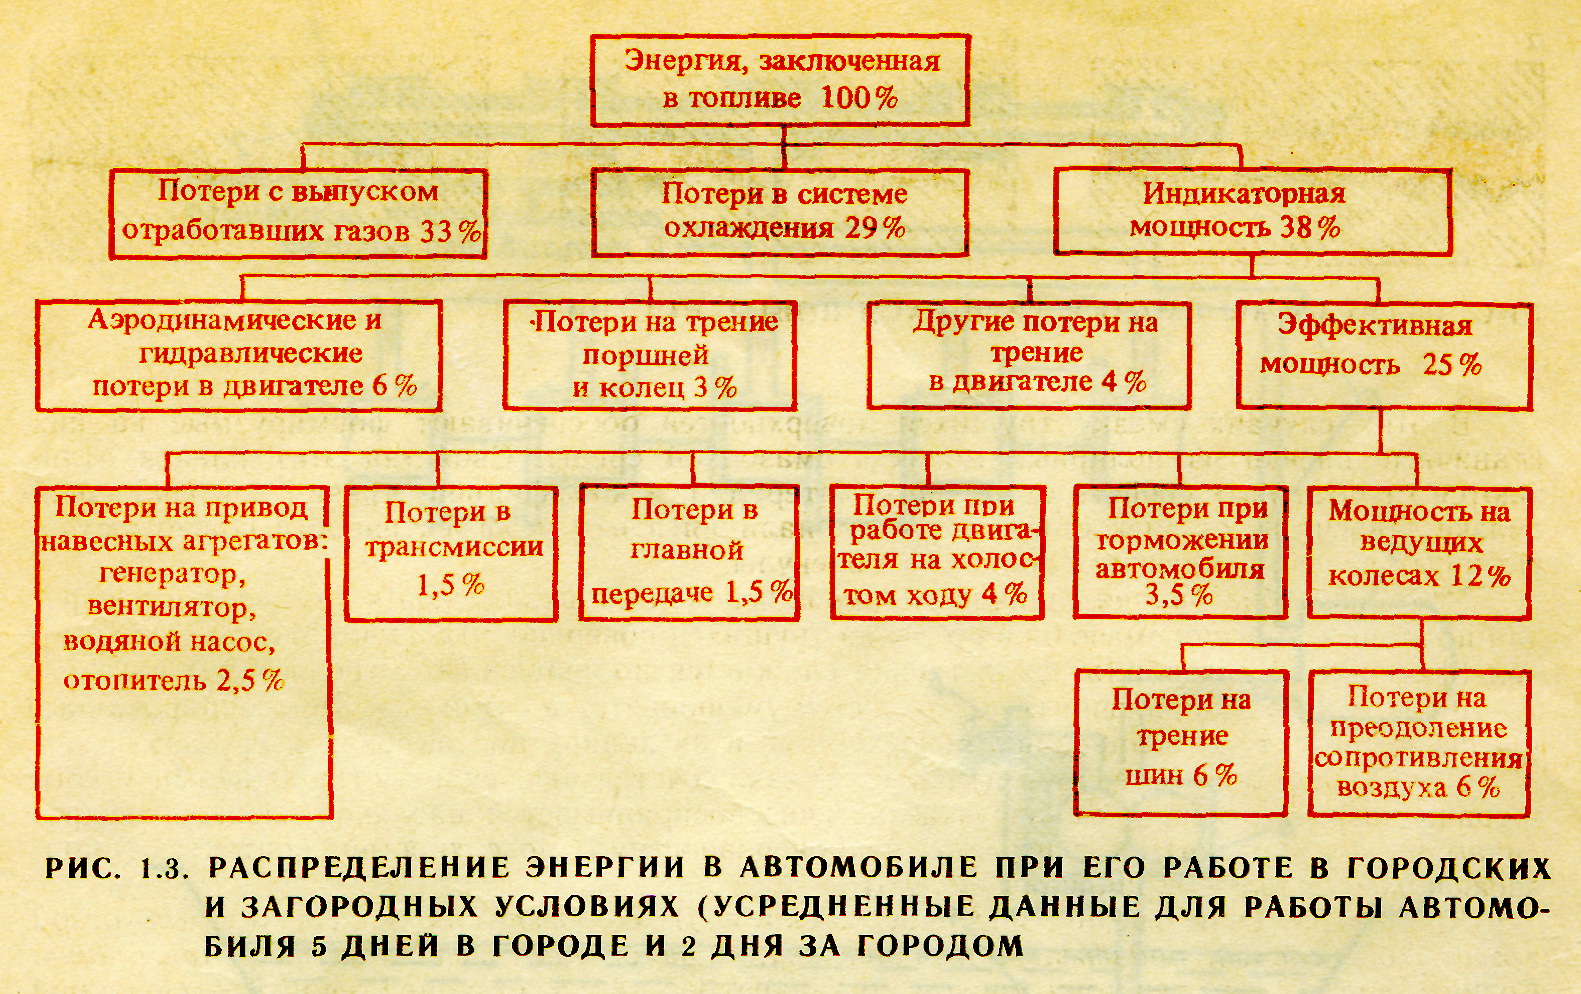 Энергия, заключенная
в топливе 100%
Потери с выпуском
отработавших газов 33%
Потери в системе
охлаждения 29%
Индикаторная
мощность 38%
Аэродинамические и
гидравлические
потери в двигателе 6%
Потери на трение
поршней
и колец 3%
Другие потери на
трение
в двигателе 4%
Эффективная
мощность 25%
Потери на привод
навесных агрегатов:
генератор,
вентилятор,
водяной насос,
отопитель 2,5%
Потери в
трансмиссии
1,5%
Потери в
главной
передаче 1,5%
Потери при
работе двига-
теля на холос-
том ходу 4%
Потери при
торможении
автомобиля
3,5%
Мощность на
ведущих
колесах 12%
Потери на
трение
шин 6%
Потери на
преодоление
сопротивления
воздуха 6%
РИС. 1.3. РАСПРЕДЕЛЕНИЕ ЭНЕРГИИ В АВТОМОБИЛЕ ПРИ ЕГО РАБОТЕ В ГОРОДСКИХ
И ЗАГОРОДНЫХ УСЛОВИЯХ (УСРЕДНЕННЫЕ ДАННЫЕ ДЛЯ РАБОТЫ АВТОМО-
БИЛЯ 5 ДНЕЙ В ГОРОДЕ И 2 ДНЯ ЗА ГОРОДОМ